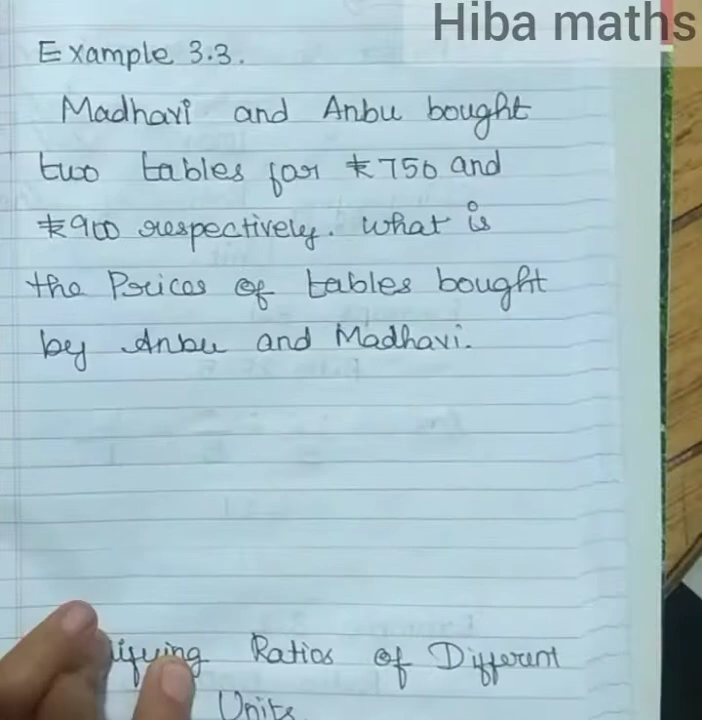 Hiba maths
Example 3.3.
Madhavi and Anbu bought
two tables for ₹750 and
₹900 respectively. What is
the Prices of tables bought
by Anbu and Madhavi.
Ratios of Different
Units